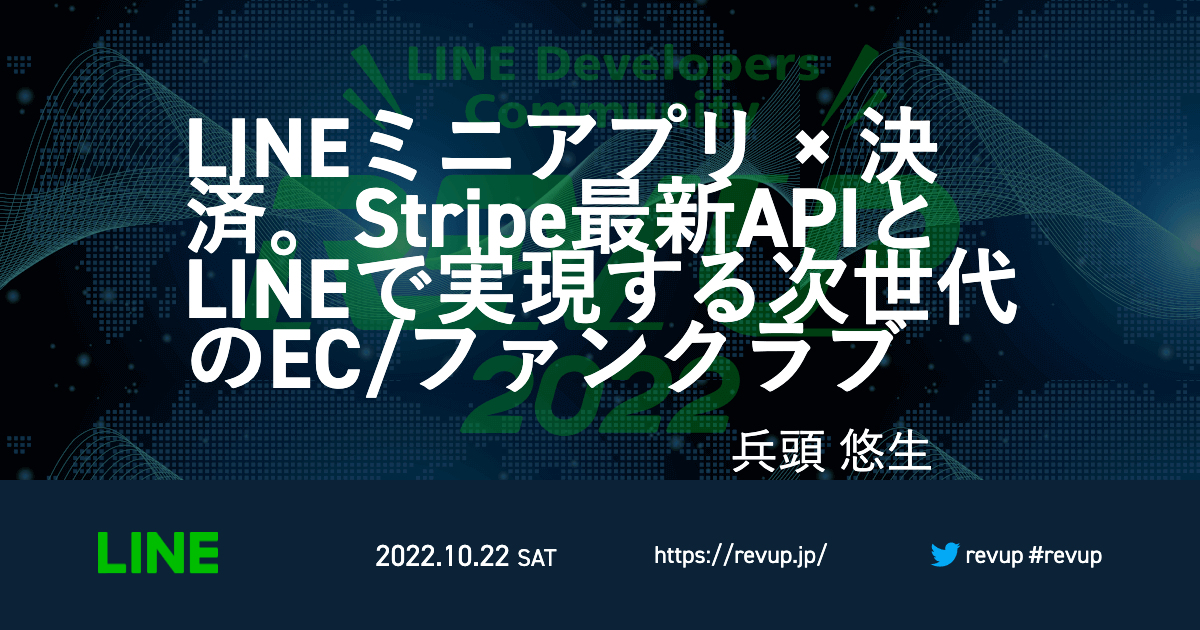 LINE Developers
Community
REVUP
2022
LINEミニアプリ × 決
済。 Stripe最新APIと
LINEで実現する次世代
のEC/ファンクラブ
兵頭 悠生
LINE
2022.10.22 SAT
https://revup.jp/
revup #revup